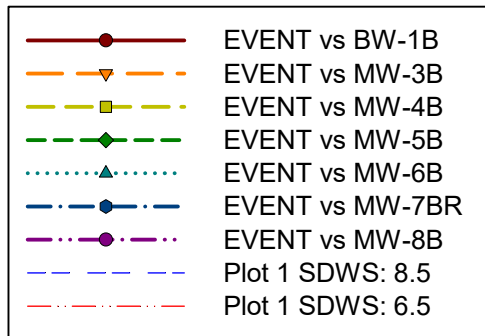 EVENT vs BW-1B
EVENT vs MW-3B
EVENT vs MW-4B
EVENT vs MW-5B
EVENT vs MW-6B
EVENT vs MW-7BR
EVENT vs MW-8B
Plot 1 SDWS: 8.5
Plot 1 SDWS: 6.5